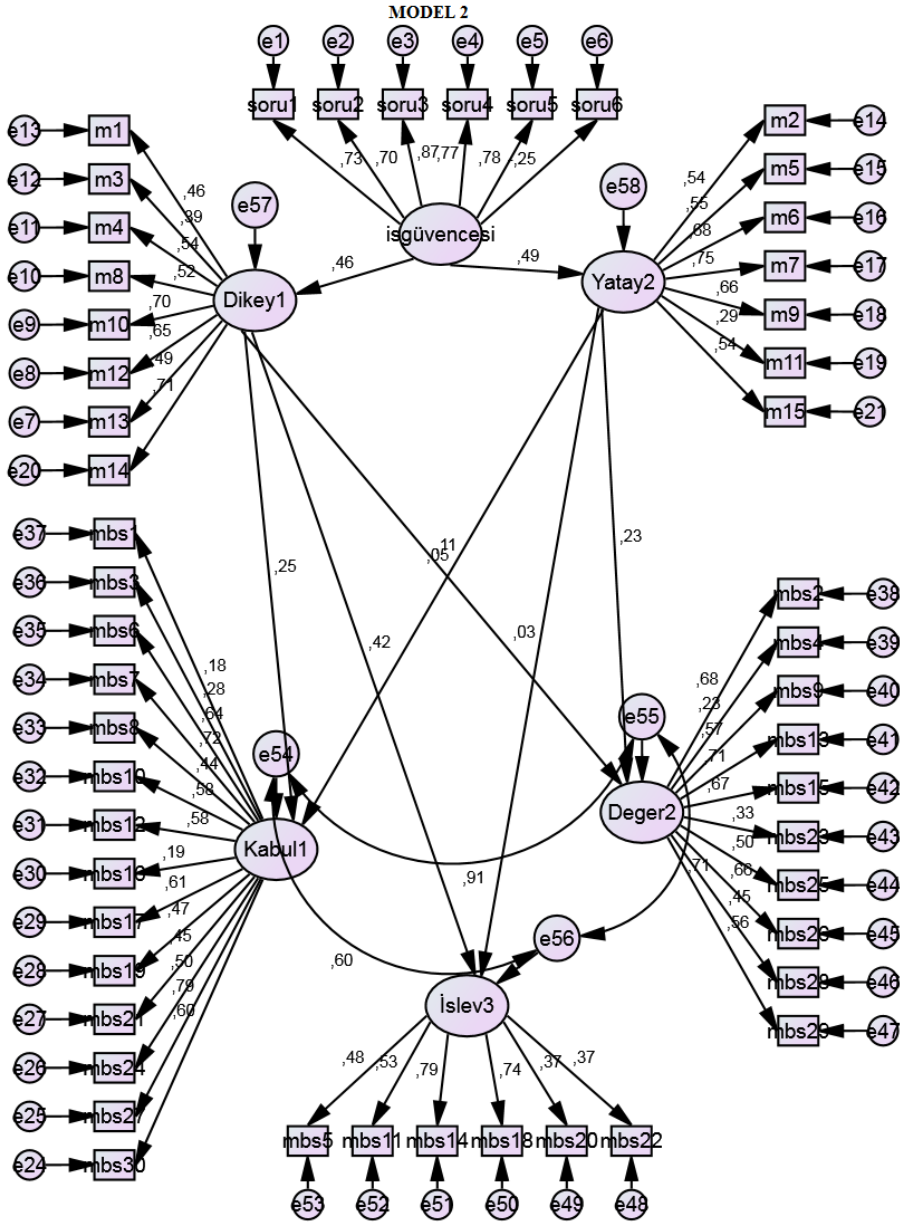 MODEL 2
e1 e2 e3 e4 e5 e6
soru1 soru2 soru3 soru4 soru5 soru6
,73 ,70 ,87 ,77 ,78 -,25
isgüvencesi
,46 ,49
e57
Dikey1
e58
Yatay2
e13 m1 ,46
e12 m3 ,39
e11 m4 ,54
e10 m8 ,52
e9 m10 ,70
e8 m12 ,65
e7 m13 ,49
e20 m14 ,71
,54 m2 e14
,55 m5 e15
,68 m6 e16
,75 m7 e17
,66 m9 e18
,29 m11 e19
,54 m15 e21
,25 ,42 ,05 ,11 ,03 ,23
e37 mbs1 ,18
e36 mbs3 ,28
e35 mbs6 ,64
e34 mbs7 ,72
e33 mbs8 ,44
e32 mbs10 ,58
e31 mbs12 ,58
e30 mbs16 ,19
e29 mbs17 ,61
e28 mbs19 ,47
e27 mbs21 ,45
e26 mbs24 ,50
e25 mbs27 ,79
e24 mbs30 ,60
e54
Kabul1
e55
Deger2
,68 mbs2 e38
,23 mbs4 e39
,57 mbs9 e40
,71 mbs13 e41
,67 mbs15 e42
,33 mbs23 e43
,50 mbs25 e44
,66 mbs26 e45
,45 mbs28 e46
,56 mbs29 e47
,91 ,71 ,60
e56
İslev3
,48 ,53 ,79 ,74 ,37 ,37
mbs5 mbs11 mbs14 mbs18 mbs20 mbs22
e53 e52 e51 e50 e49 e48